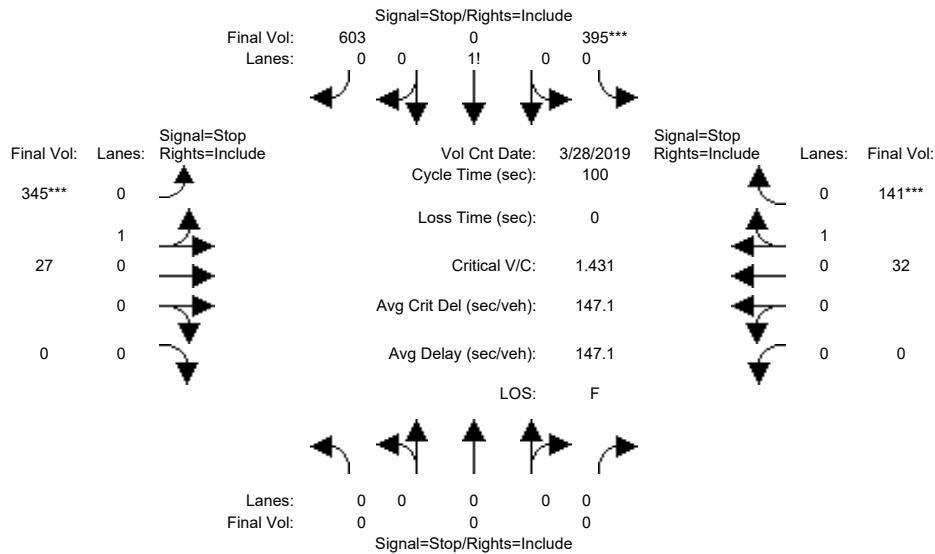 Signal=Stop/Rights=Include
Final Vol: 603 0 395***
Lanes: 0 0 1! 0 0
Signal=Stop
Final Vol: Lanes: Rights=Include
Vol Cnt Date: 3/28/2019
Signal=Stop
Rights=Include Lanes: Final Vol:
Cycle Time (sec): 100
345*** 0
0 141***
Loss Time (sec): 0
1
1
27 0
Critical V/C: 1.431
0 32
0
Avg Crit Del (sec/veh): 147.1
0
0 0
Avg Delay (sec/veh): 147.1
0 0
LOS: F
Lanes: 0 0 0 0 0
Final Vol: 0 0 0
Signal=Stop/Rights=Include